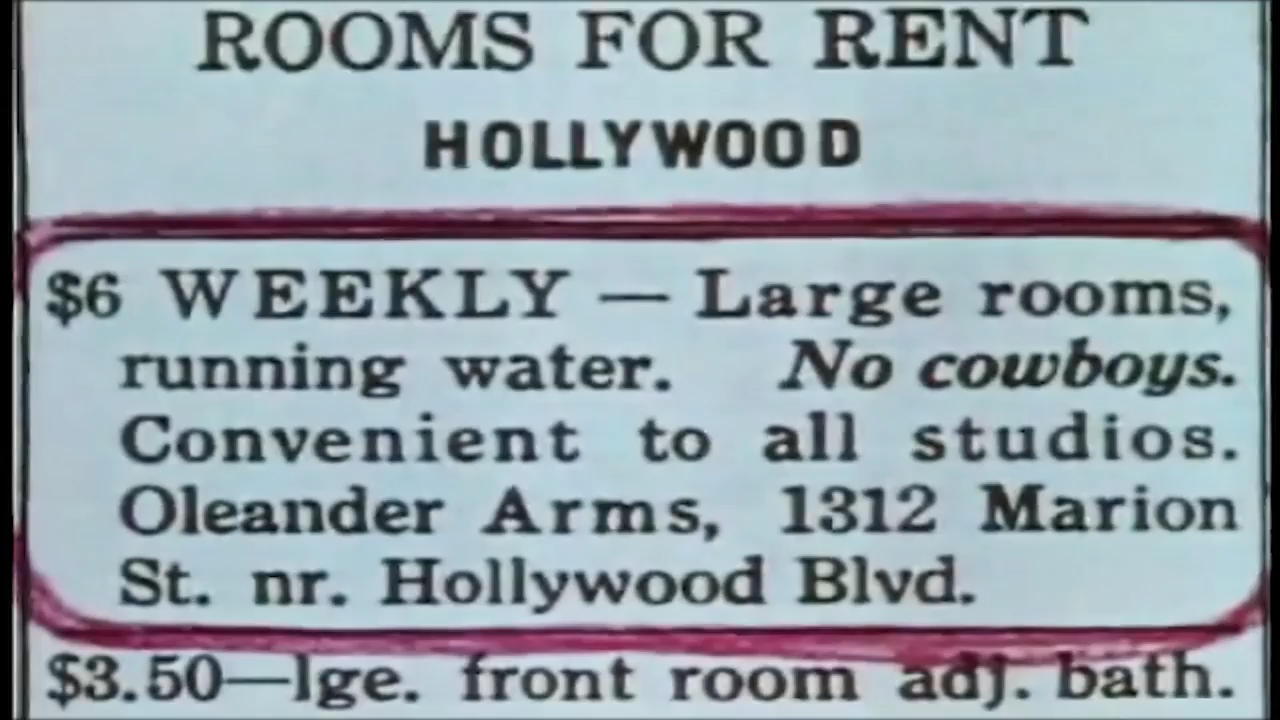 ROOMS FOR RENT
HOLLYWOOD
$6 WEEKLY — Large rooms,
running water. No cowboys.
Convenient to all studios.
Oleander Arms, 1312 Marion
St. nr. Hollywood Blvd.
$3.50—lge. front room adj. bath.